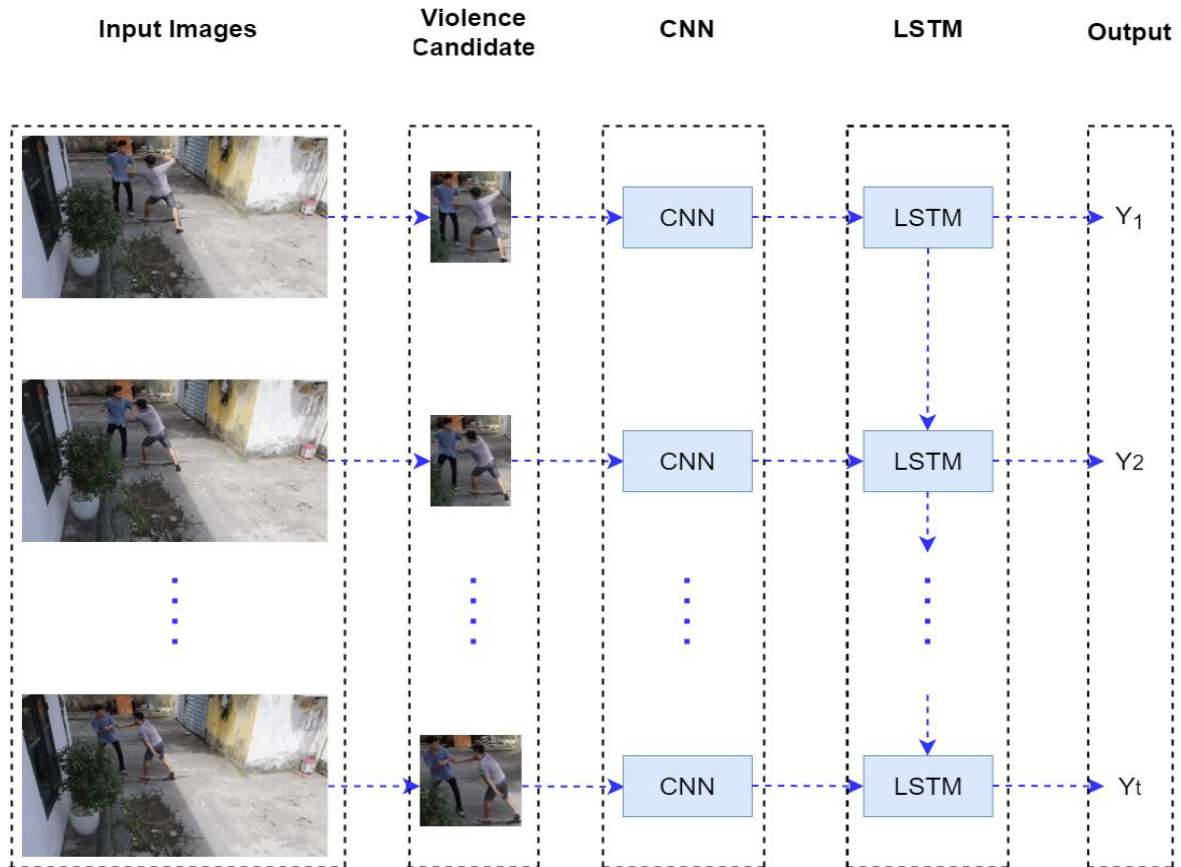 Input Images
Violence
Candidate
CNN
LSTM
Output
CNN
LSTM
Y1
CNN
LSTM
Y2
CNN
LSTM
Yt